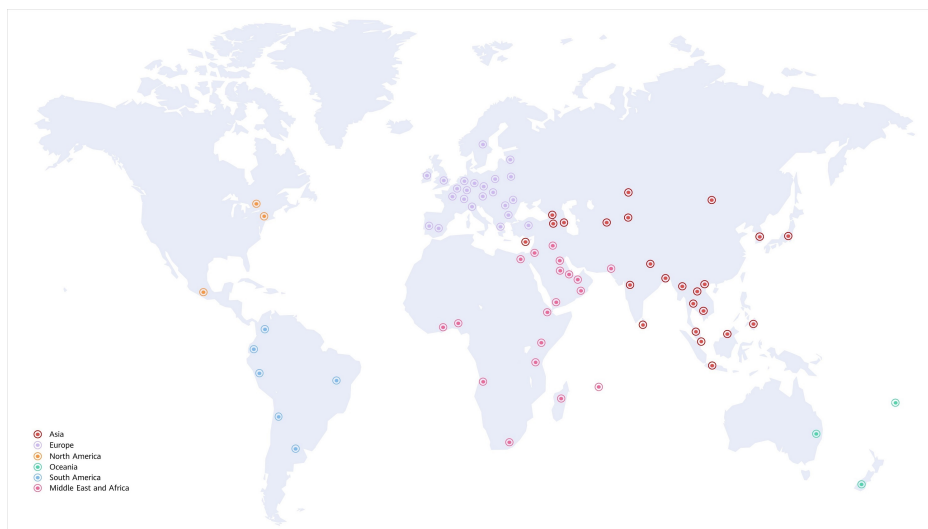 Asia
Europe
North America
Oceania
South America
Middle East and Africa